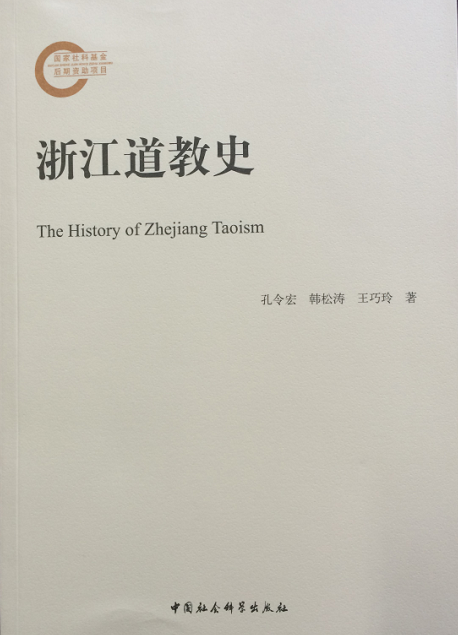 国家社科基金
后期资助项目
浙江道教史
The History of Zhejiang Taoism
孔令宏 韩松涛 王巧玲 著
中国社会科学出版社